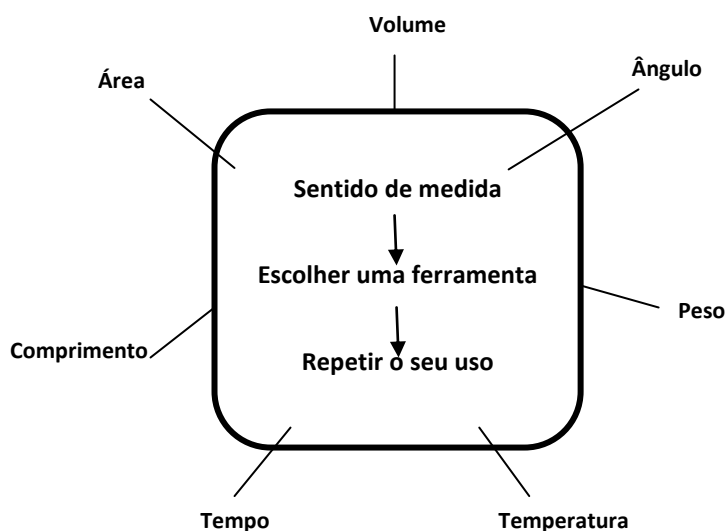 Volume
Área
Ângulo
Sentido de medida
Escolher uma ferramenta
Peso
Comprimento
Repetir o seu uso
Tempo
Temperatura